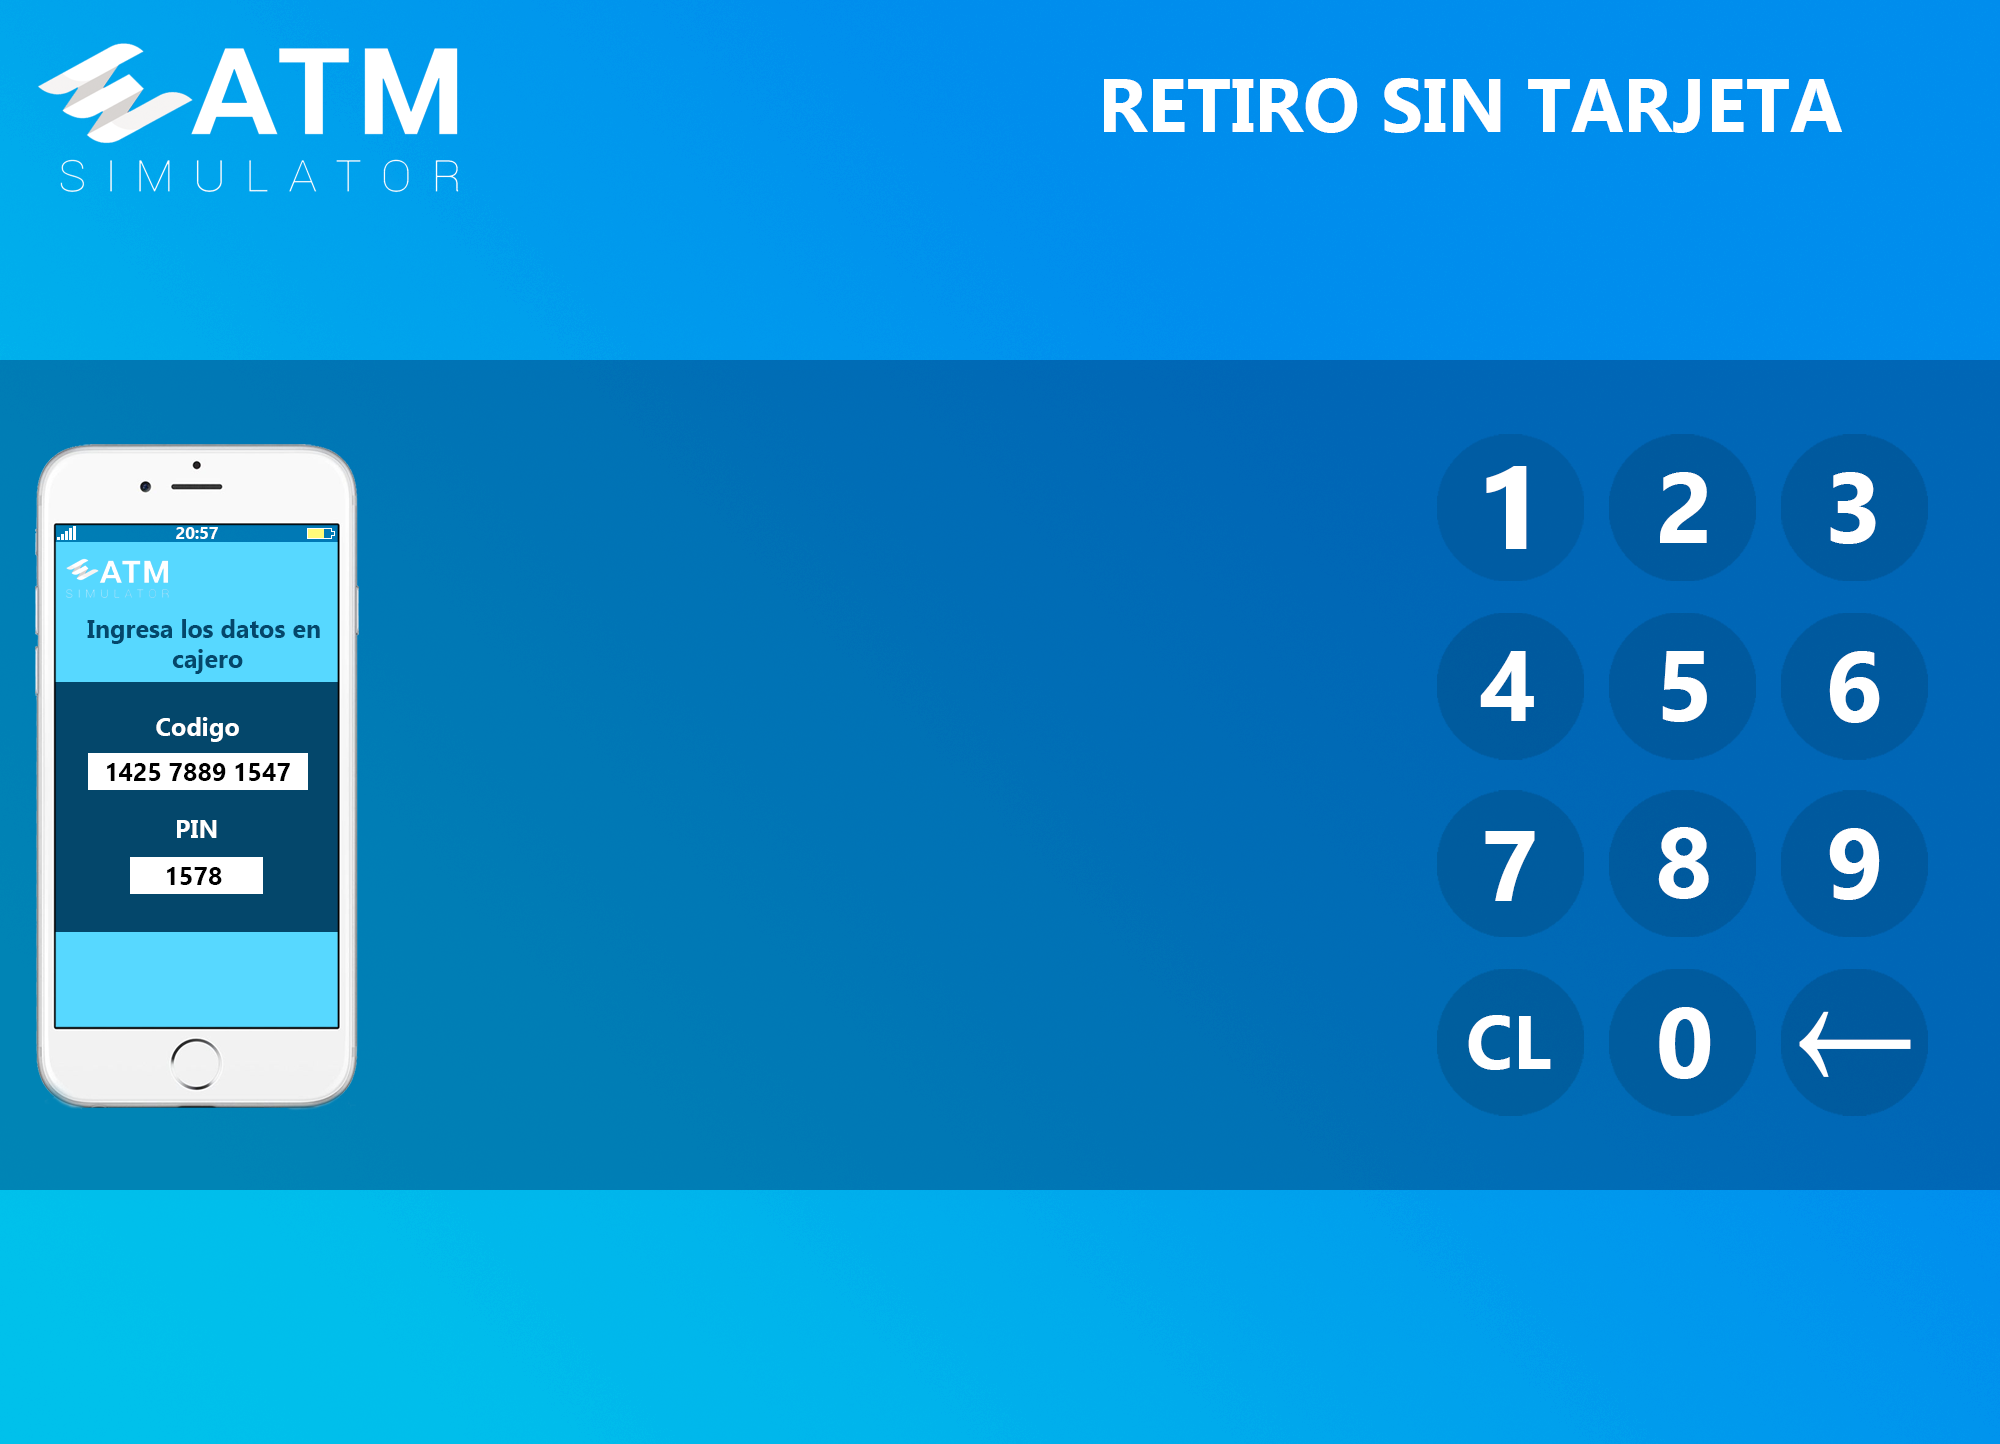 ATM
SIMULATOR
RETIRO SIN TARJETA
20:57
ATM
SIMULATOR
Ingresa los datos en
cajero
Codigo
1425 7889 1547
PIN
1578
1 2 3
4 5 6
7 8 9
CL 0 ←